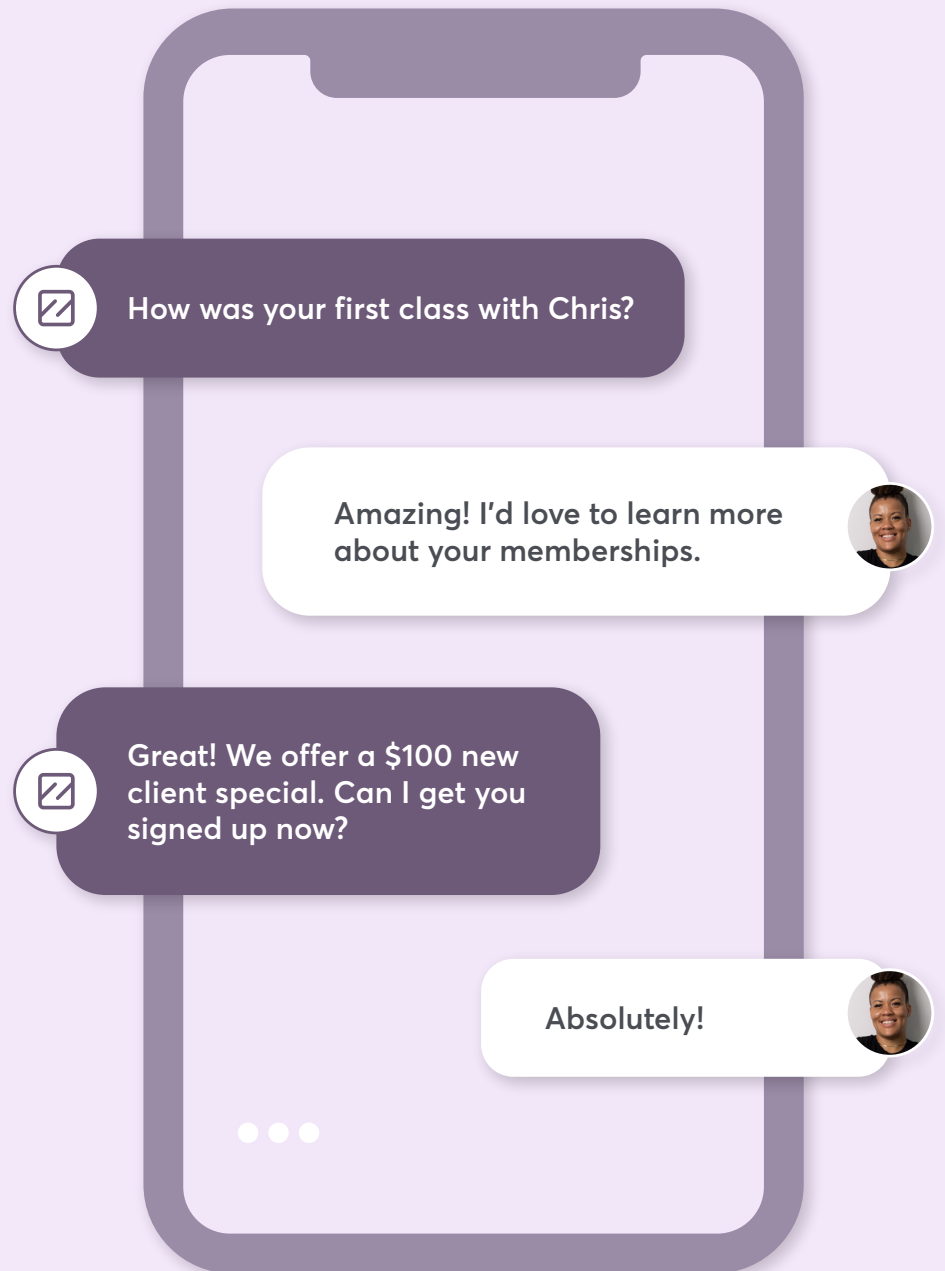 How was your first class with Chris?
Amazing! I'd love to learn more
about your memberships.
Great! We offer a $100 new
client special. Can I get you
signed up now?
Absolutely!